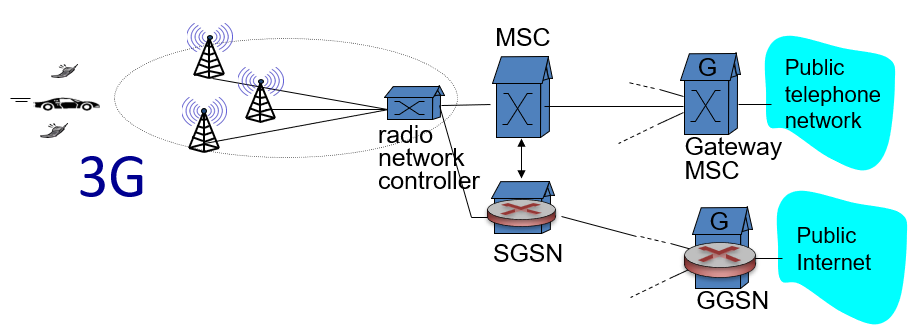 3G
radio
network
controller
MSC
SGSN
G
Gateway
MSC
Public
telephone
network
G
GGSN
Public
Internet